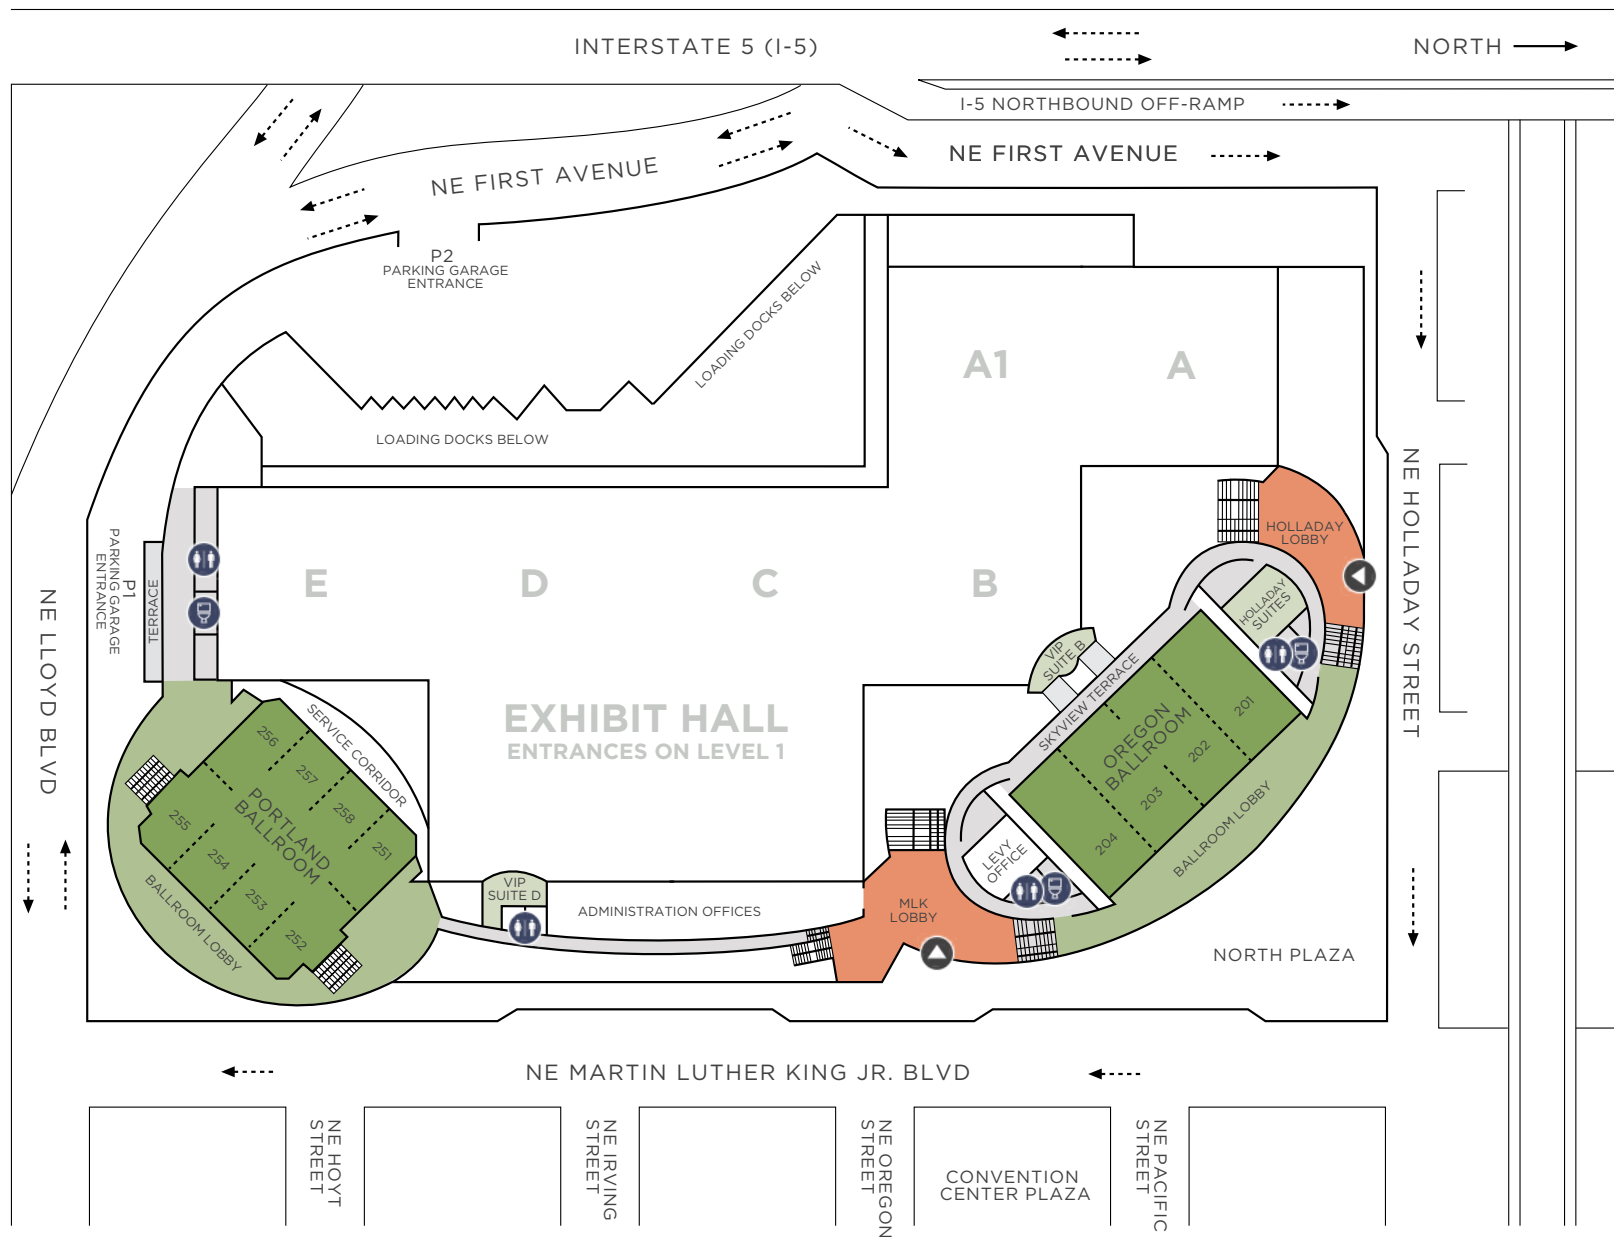 INTERSTATE 5 (I-5)
NORTH
I-5 NORTHBOUND OFF-RAMP
NE FIRST AVENUE
NE FIRST AVENUE
P2
PARKING GARAGE
ENTRANCE
LOADING DOCKS BELOW
LOADING DOCKS BELOW
A1
A
HOLLADAY
LOBBY
NE HOLLADAY STREET
P1
PARKING GARAGE
ENTRANCE
TERRACE
NE LLOYD BLVD
E
D
C
B
HOLLADAY
SUITES
VIP
SUITE B
SKYVIEW TERRACE
OREGON
BALLROOM
201
202
203
204
BALLROOM LOBBY
EXHIBIT HALL
ENTRANCES ON LEVEL 1
SERVICE CORRIDOR
256
257
258
251
PORTLAND
BALLROOM
255
254
253
252
BALLROOM LOBBY
LEVY
OFFICE
VIP
SUITE D
ADMINISTRATION OFFICES
MLK
LOBBY
NORTH PLAZA
NE MARTIN LUTHER KING JR. BLVD
NE HOYT
STREET
NE IRVING
STREET
NE OREGON
STREET
CONVENTION
CENTER PLAZA
NE PACIFIC
STREET